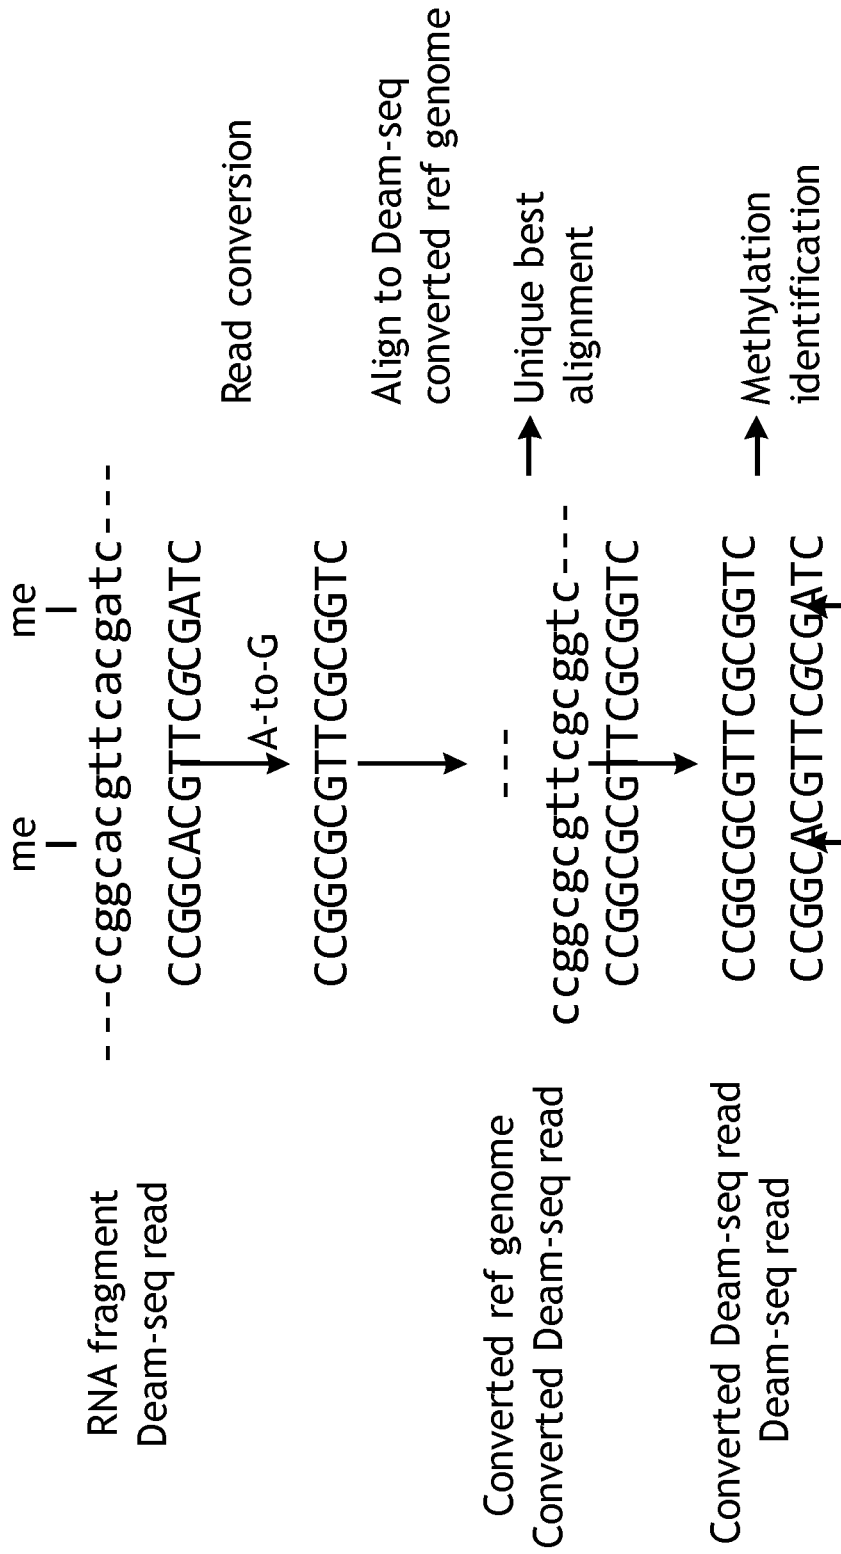 me me
RNA fragment ----ccggcacgttcacgatc----
Deam-seq read CCGGCACGTTCGCGATC
A-to-G Read conversion
CCGGCGCGTTCGCGGTC
Align to Deam-seq
converted ref genome
---
Converted ref genome ccggcgcgttcgcggtc---- Unique best
Converted Deam-seq read CCGGCGCGTTCGCGGTC alignment
Converted Deam-seq read CCGGCGCGTTCGCGGTC Methylation
Deam-seq read CCGGCACGTTCGCGATC identification